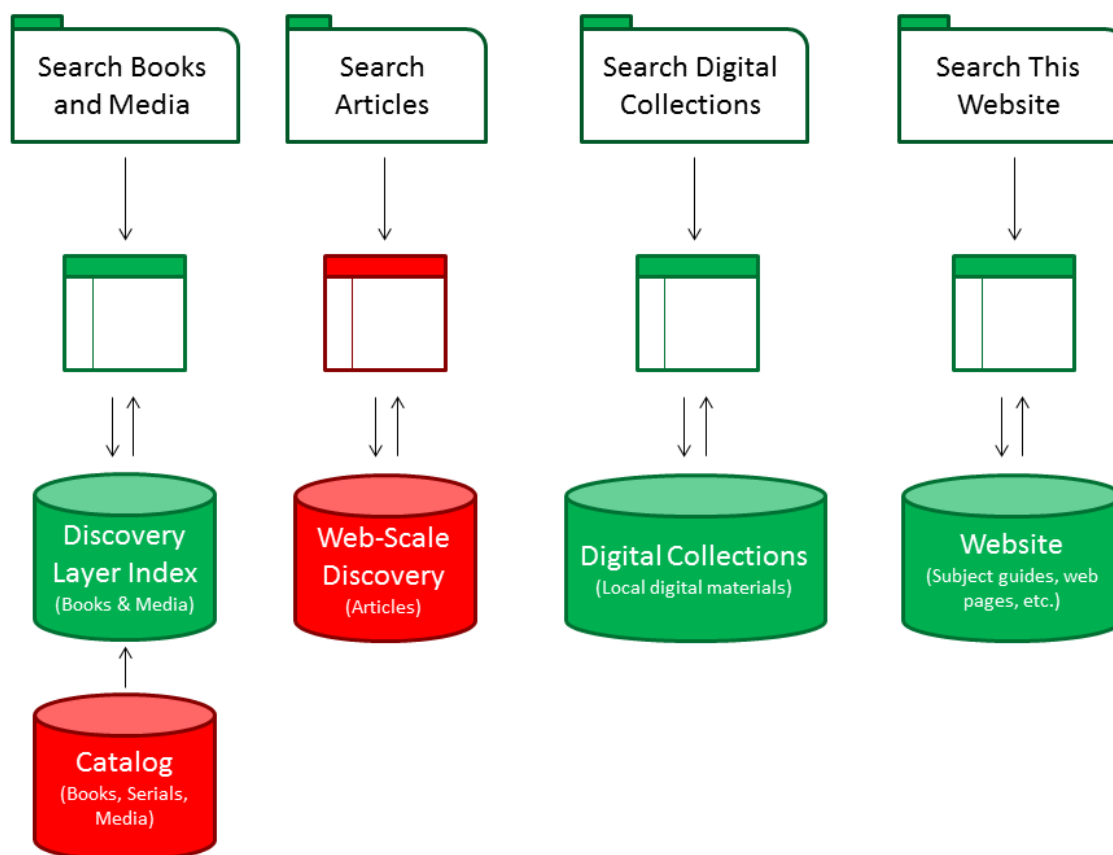 Search Books
and Media
Search
Articles
Search Digital
Collections
Search This
Website
Discovery
Layer Index
(Books & Media)
Web-Scale
Discovery
(Articles)
Digital Collections
(Local digital materials)
Website
(Subject guides, web
pages, etc.)
Catalog
(Books, Serials,
Media)